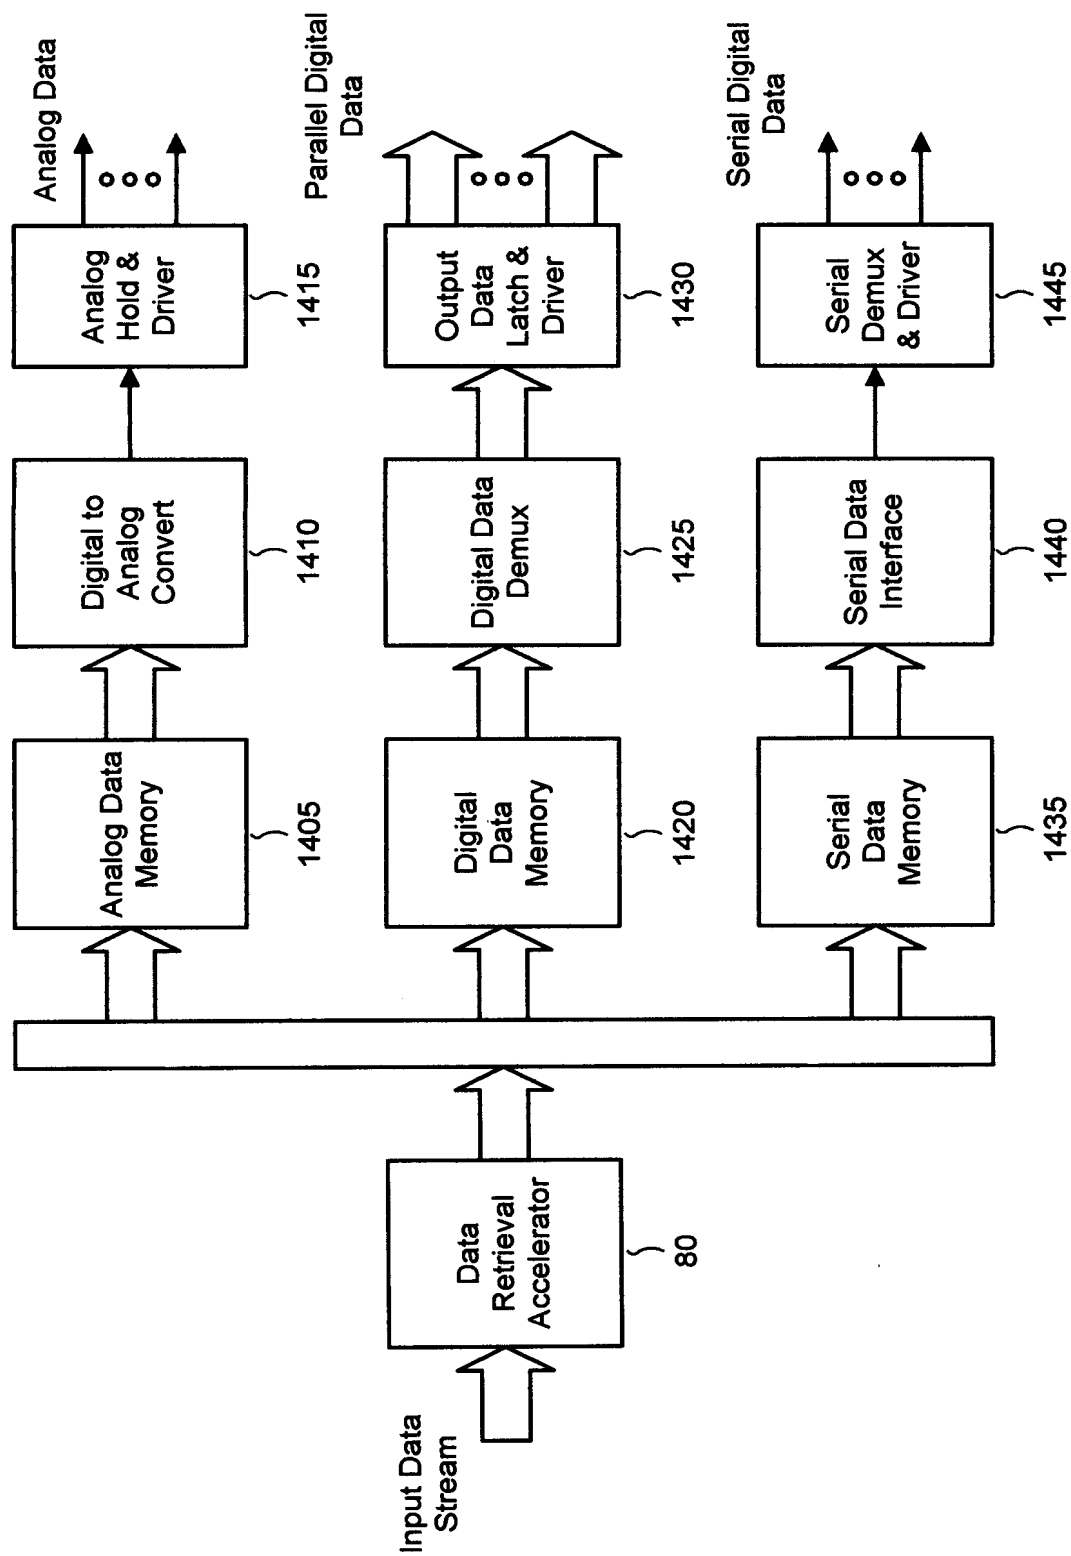 Input Data
Stream
Data
Retrieval
Accelerator
80
Analog Data
Memory
1405
Digital to
Analog
Convert
1410
Analog
Hold &
Driver
1415
Analog Data
Digital
Data
Memory
1420
Digital Data
Demux
1425
Output
Data
Latch &
Driver
1430
Parallel Digital
Data
Serial
Data
Memory
1435
Serial Data
Interface
1440
Serial
Demux
& Driver
1445
Serial Digital
Data